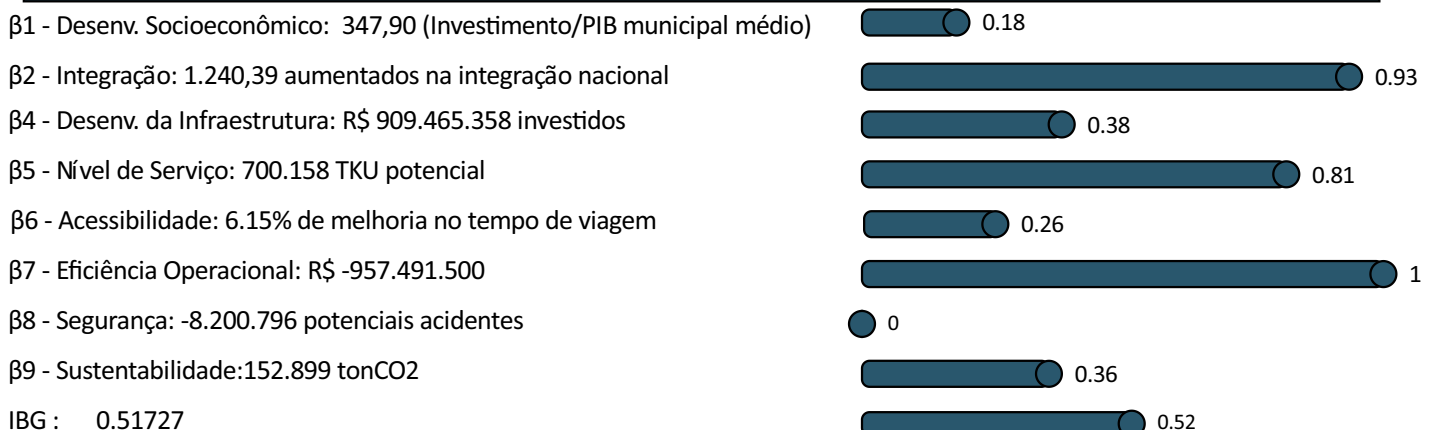 β1 - Desenv. Socioeconômico: 347,90 (Investimento/PIB municipal médio) 0.18
β2 - Integração: 1.240,39 aumentados na integração nacional 0.93
β4 - Desenv. da Infraestrutura: R$ 909.465.358 investidos 0.38
β5 - Nível de Serviço: 700.158 TKU potencial 0.81
β6 - Acessibilidade: 6.15% de melhoria no tempo de viagem 0.26
β7 - Eficiência Operacional: R$ -957.491.500 1
β8 - Segurança: -8.200.796 potenciais acidentes 0
β9 - Sustentabilidade:152.899 tonCO2 0.36
IBG : 0.51727 0.52